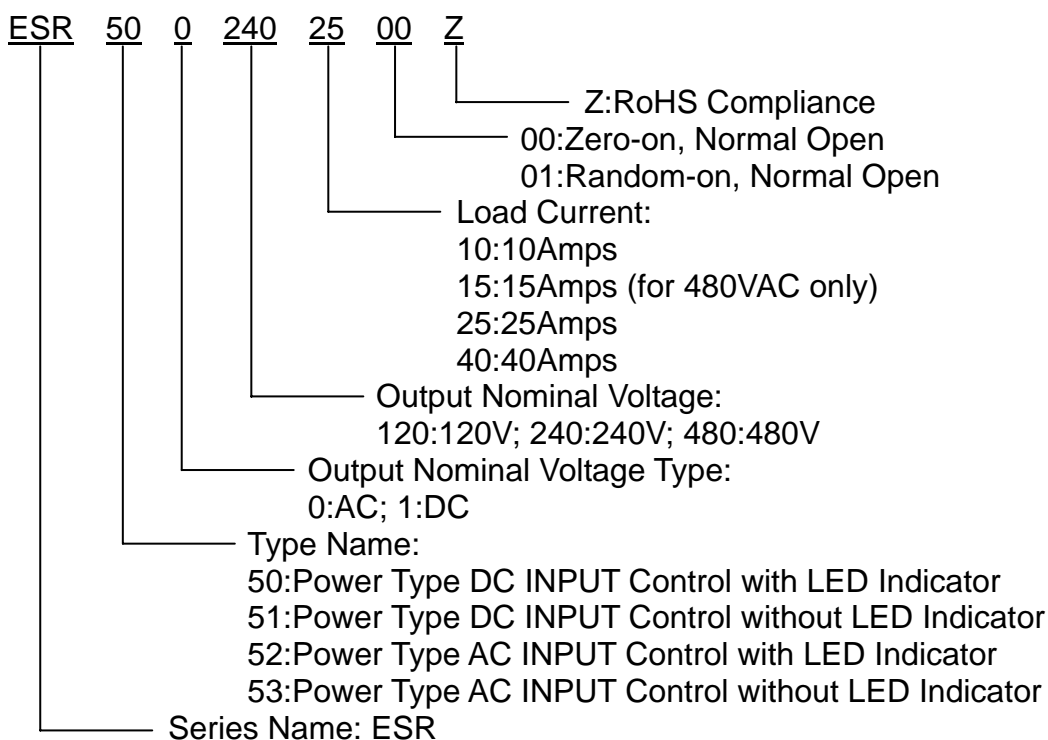 ESR 50 0 240 25 00 Z
Z:RoHS Compliance
00:Zero-on, Normal Open
01:Random-on, Normal Open
Load Current:
10:10Amps
15:15Amps (for 480VAC only)
25:25Amps
40:40Amps
Output Nominal Voltage:
120:120V; 240:240V; 480:480V
Output Nominal Voltage Type:
0:AC; 1:DC
Type Name:
50:Power Type DC INPUT Control with LED Indicator
51:Power Type DC INPUT Control without LED Indicator
52:Power Type AC INPUT Control with LED Indicator
53:Power Type AC INPUT Control without LED Indicator
Series Name: ESR